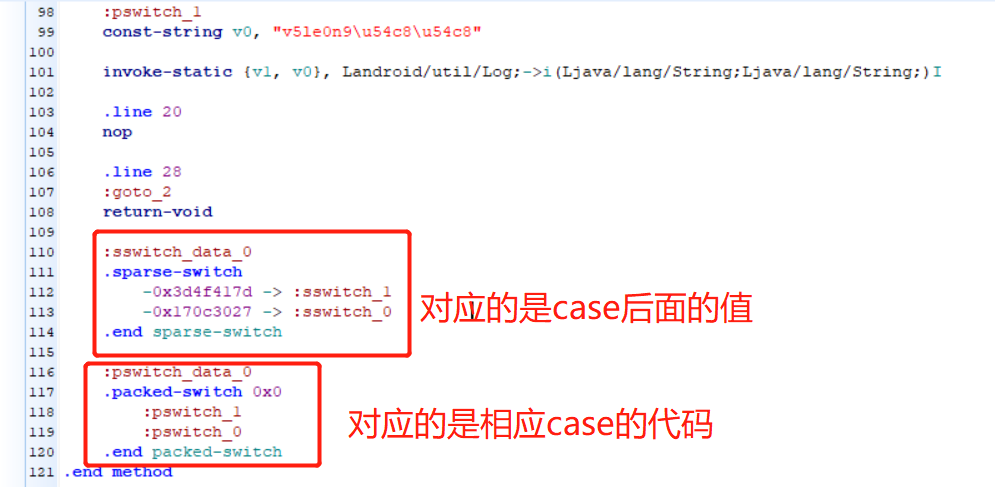 98 :pswitch_1
99 const-string v0, "v5le0n9\u54c8\u54c8"
100
101 invoke-static {v1, v0}, Landroid/util/Log;->i(Ljava/lang/String;Ljava/lang/String;)I
102
103 .line 20
104 nop
105
106 .line 28
107 :goto_2
108 return-void
109
110 :sswitch_data_0
111 .sparse-switch
112 -0x3d4f417d -> :sswitch_1
113 -0x170c3027 -> :sswitch_0
对应的是case后面的值
114 .end sparse-switch
115
116 :pswitch_data_0
117 .packed-switch 0x0
118 :pswitch_1
119 :pswitch_0
对应的是相应case的代码
120 .end packed-switch
121 .end method